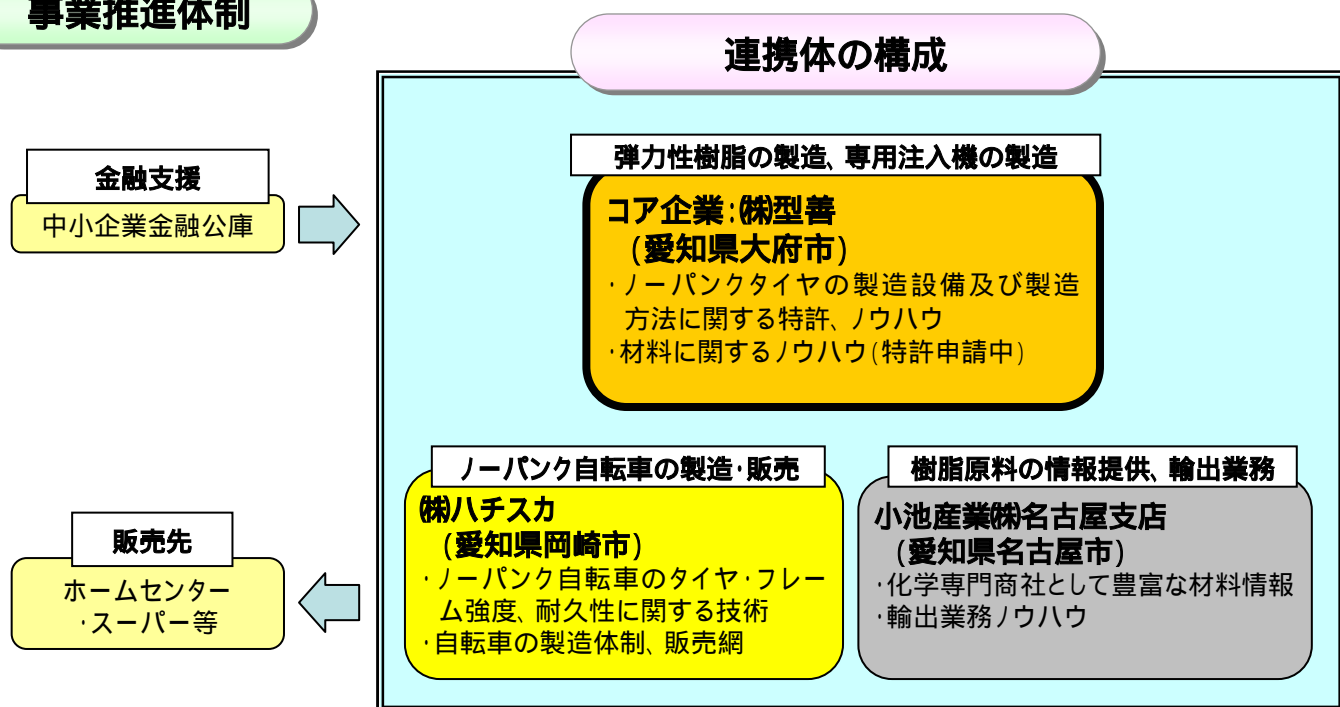 事業推進体制
連携体の構成
金融支援
中小企業金融公庫
弾力性樹脂の製造、専用注入機の製造
コア企業:㈱型善
(愛知県大府市)
・ノーパンクタイヤの製造設備及び製造
方法に関する特許、ノウハウ
・材料に関するノウハウ(特許申請中)
ノーパンク自転車の製造・販売
㈱ハチスカ
(愛知県岡崎市)
・ノーパンク自転車のタイヤ・フレー
ム強度、耐久性に関する技術
・自転車の製造体制、販売網
樹脂原料の情報提供、輸出業務
小池産業㈱名古屋支店
(愛知県名古屋市)
・化学専門商社として豊富な材料情報
・輸出業務ノウハウ
販売先
ホームセンター
・スーパー等